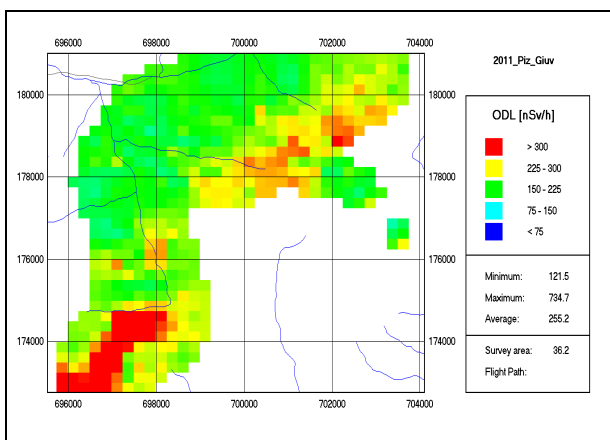 696000 698000 700000 702000 704000
2011_Piz_Giuv
180000 180000
ODL [nSv/h]
> 300
225 - 300
150 - 225
75 - 150
< 75
178000 178000
176000 176000
Minimum: 121.5
Maximum: 734.7
Average: 255.2
174000 174000
Survey area: 36.2
Flight Path:
696000 698000 700000 702000 704000